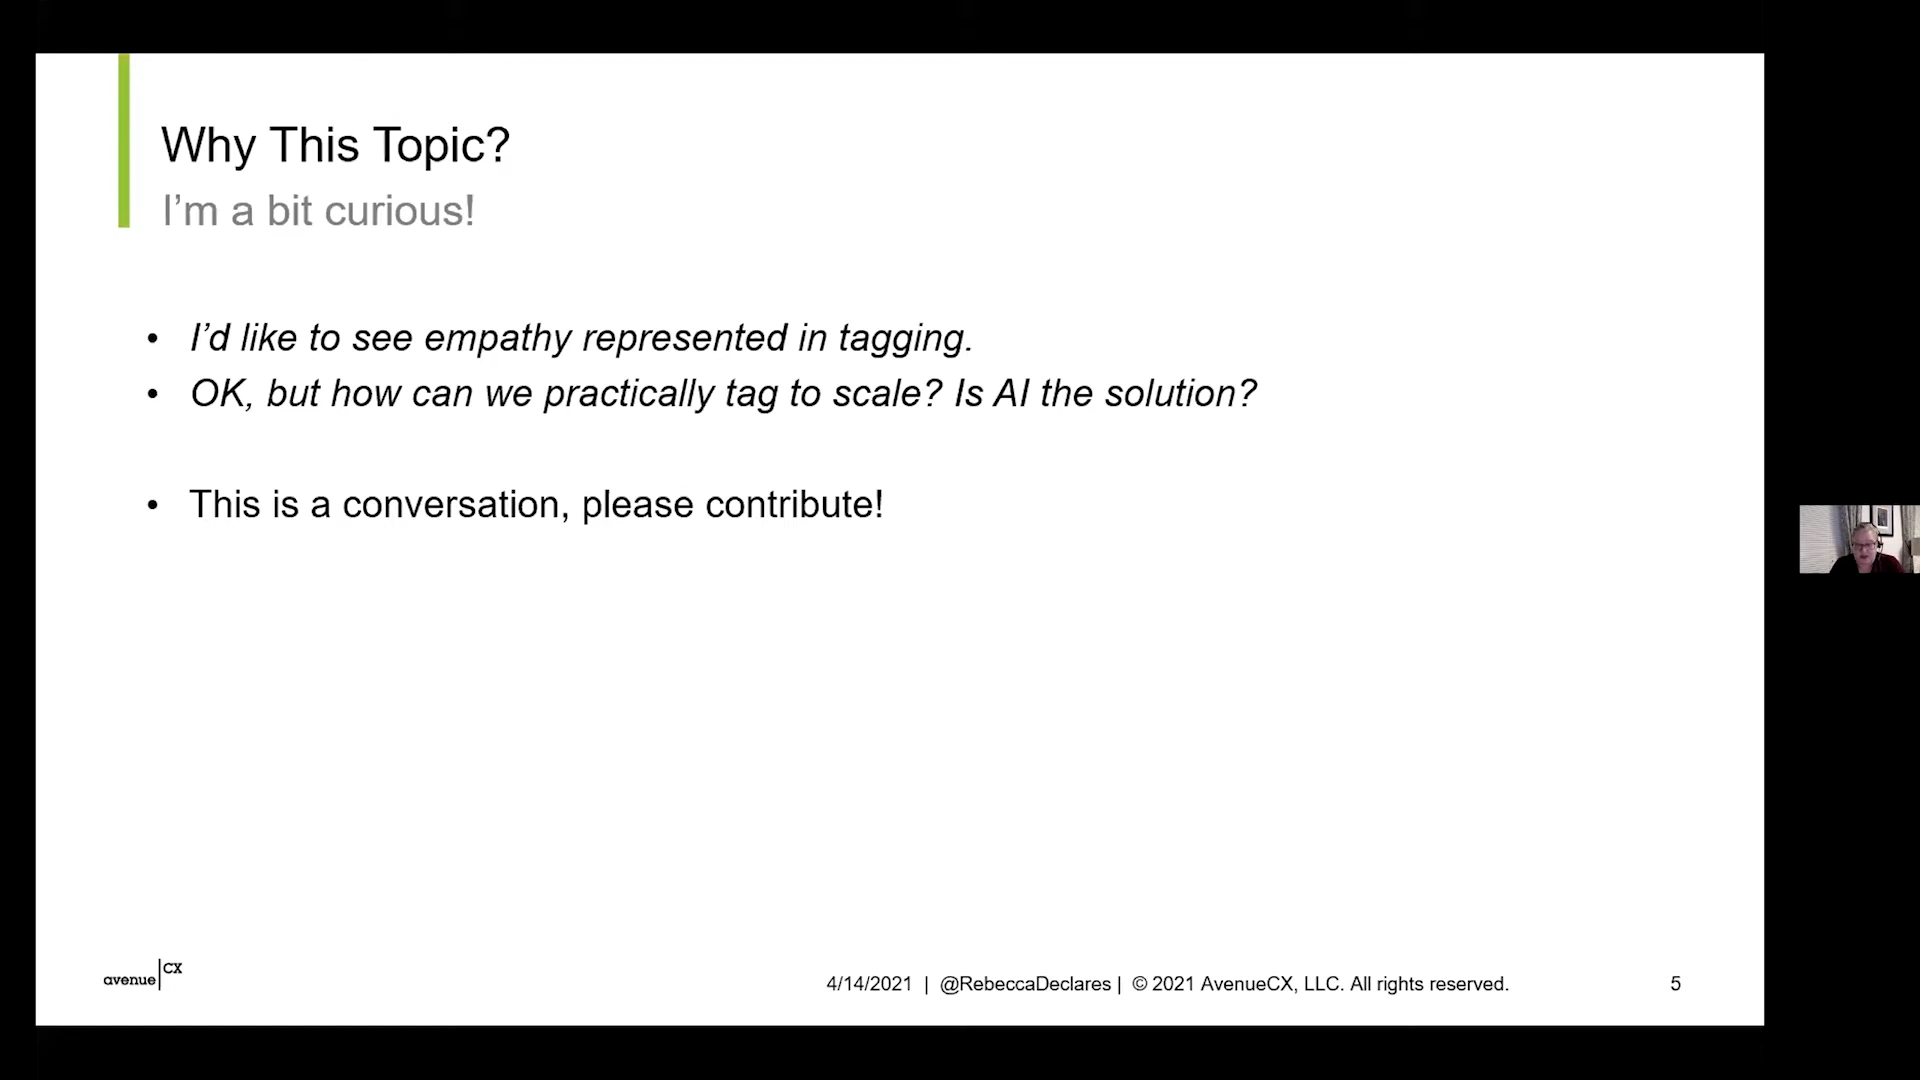 Why This Topic?
I’m a bit curious!
• I’d like to see empathy represented in tagging.
• OK, but how can we practically tag to scale? Is AI the solution?
• This is a conversation, please contribute!
avenue|CX
4/14/2021 | @RebeccaDeclares | © 2021 AvenueCX, LLC. All rights reserved.
5